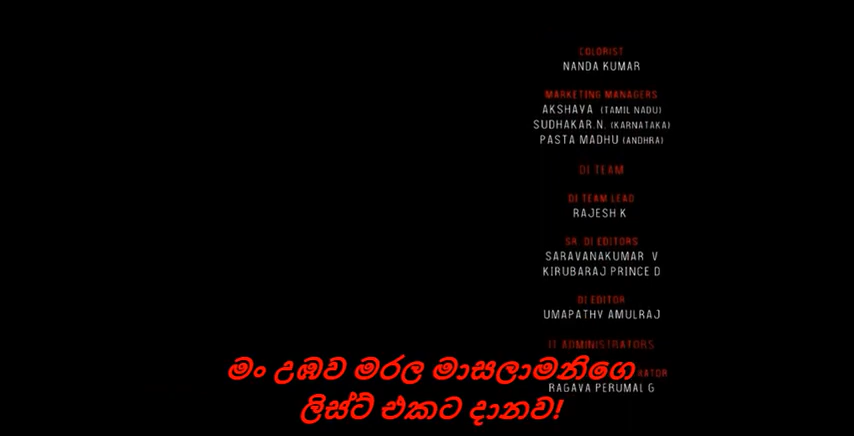 COLORIST
NANDA KUMAR
MARKETING MANAGERS
AKSHAYA (TAMIL NADU)
SUDHAKAR.N. (KARNATAKA)
PASTA MADHU (ANDHRA)
DI TEAM
DI TEAM LEAD
RAJESH K
SR DI EDITORS
SARAVANAKUMAR V
KIRUBARAJ PRINCE D
DI EDITOR
UMAPATHY AMULRAJ
IT ADMINISTRATORS
RAGAVA PERUMAL G
මං උඹව මරල මාසලාමනිගෙ
ලිස්ට් එකට දානව!